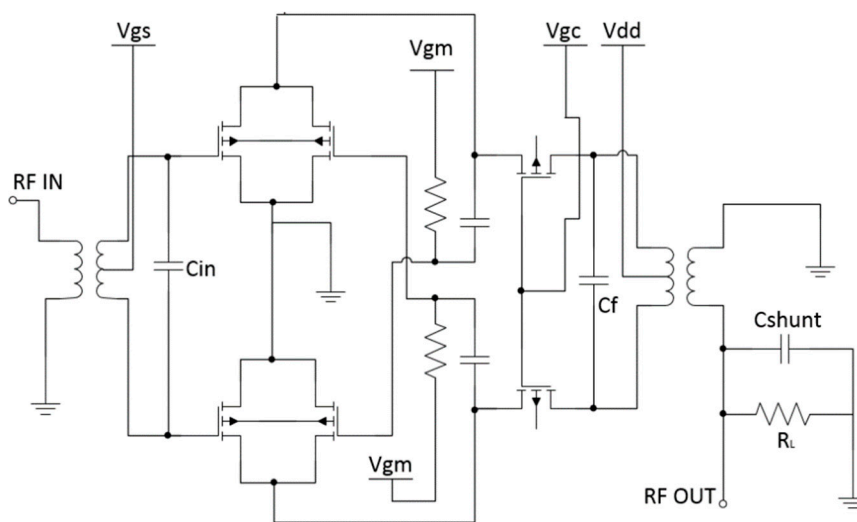 Vgs
Vgm
Vgc
Vdd
RF IN
Cin
Cf
Cshunt
Vgm
RL
RF OUT